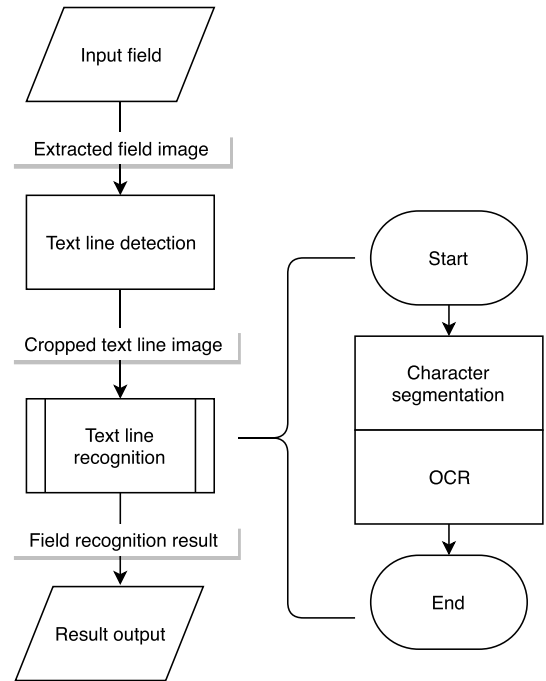 Input field
Extracted field image
Text line detection
Cropped text line image
Text line
recognition
Field recognition result
Result output
Start
Character
segmentation
OCR
End